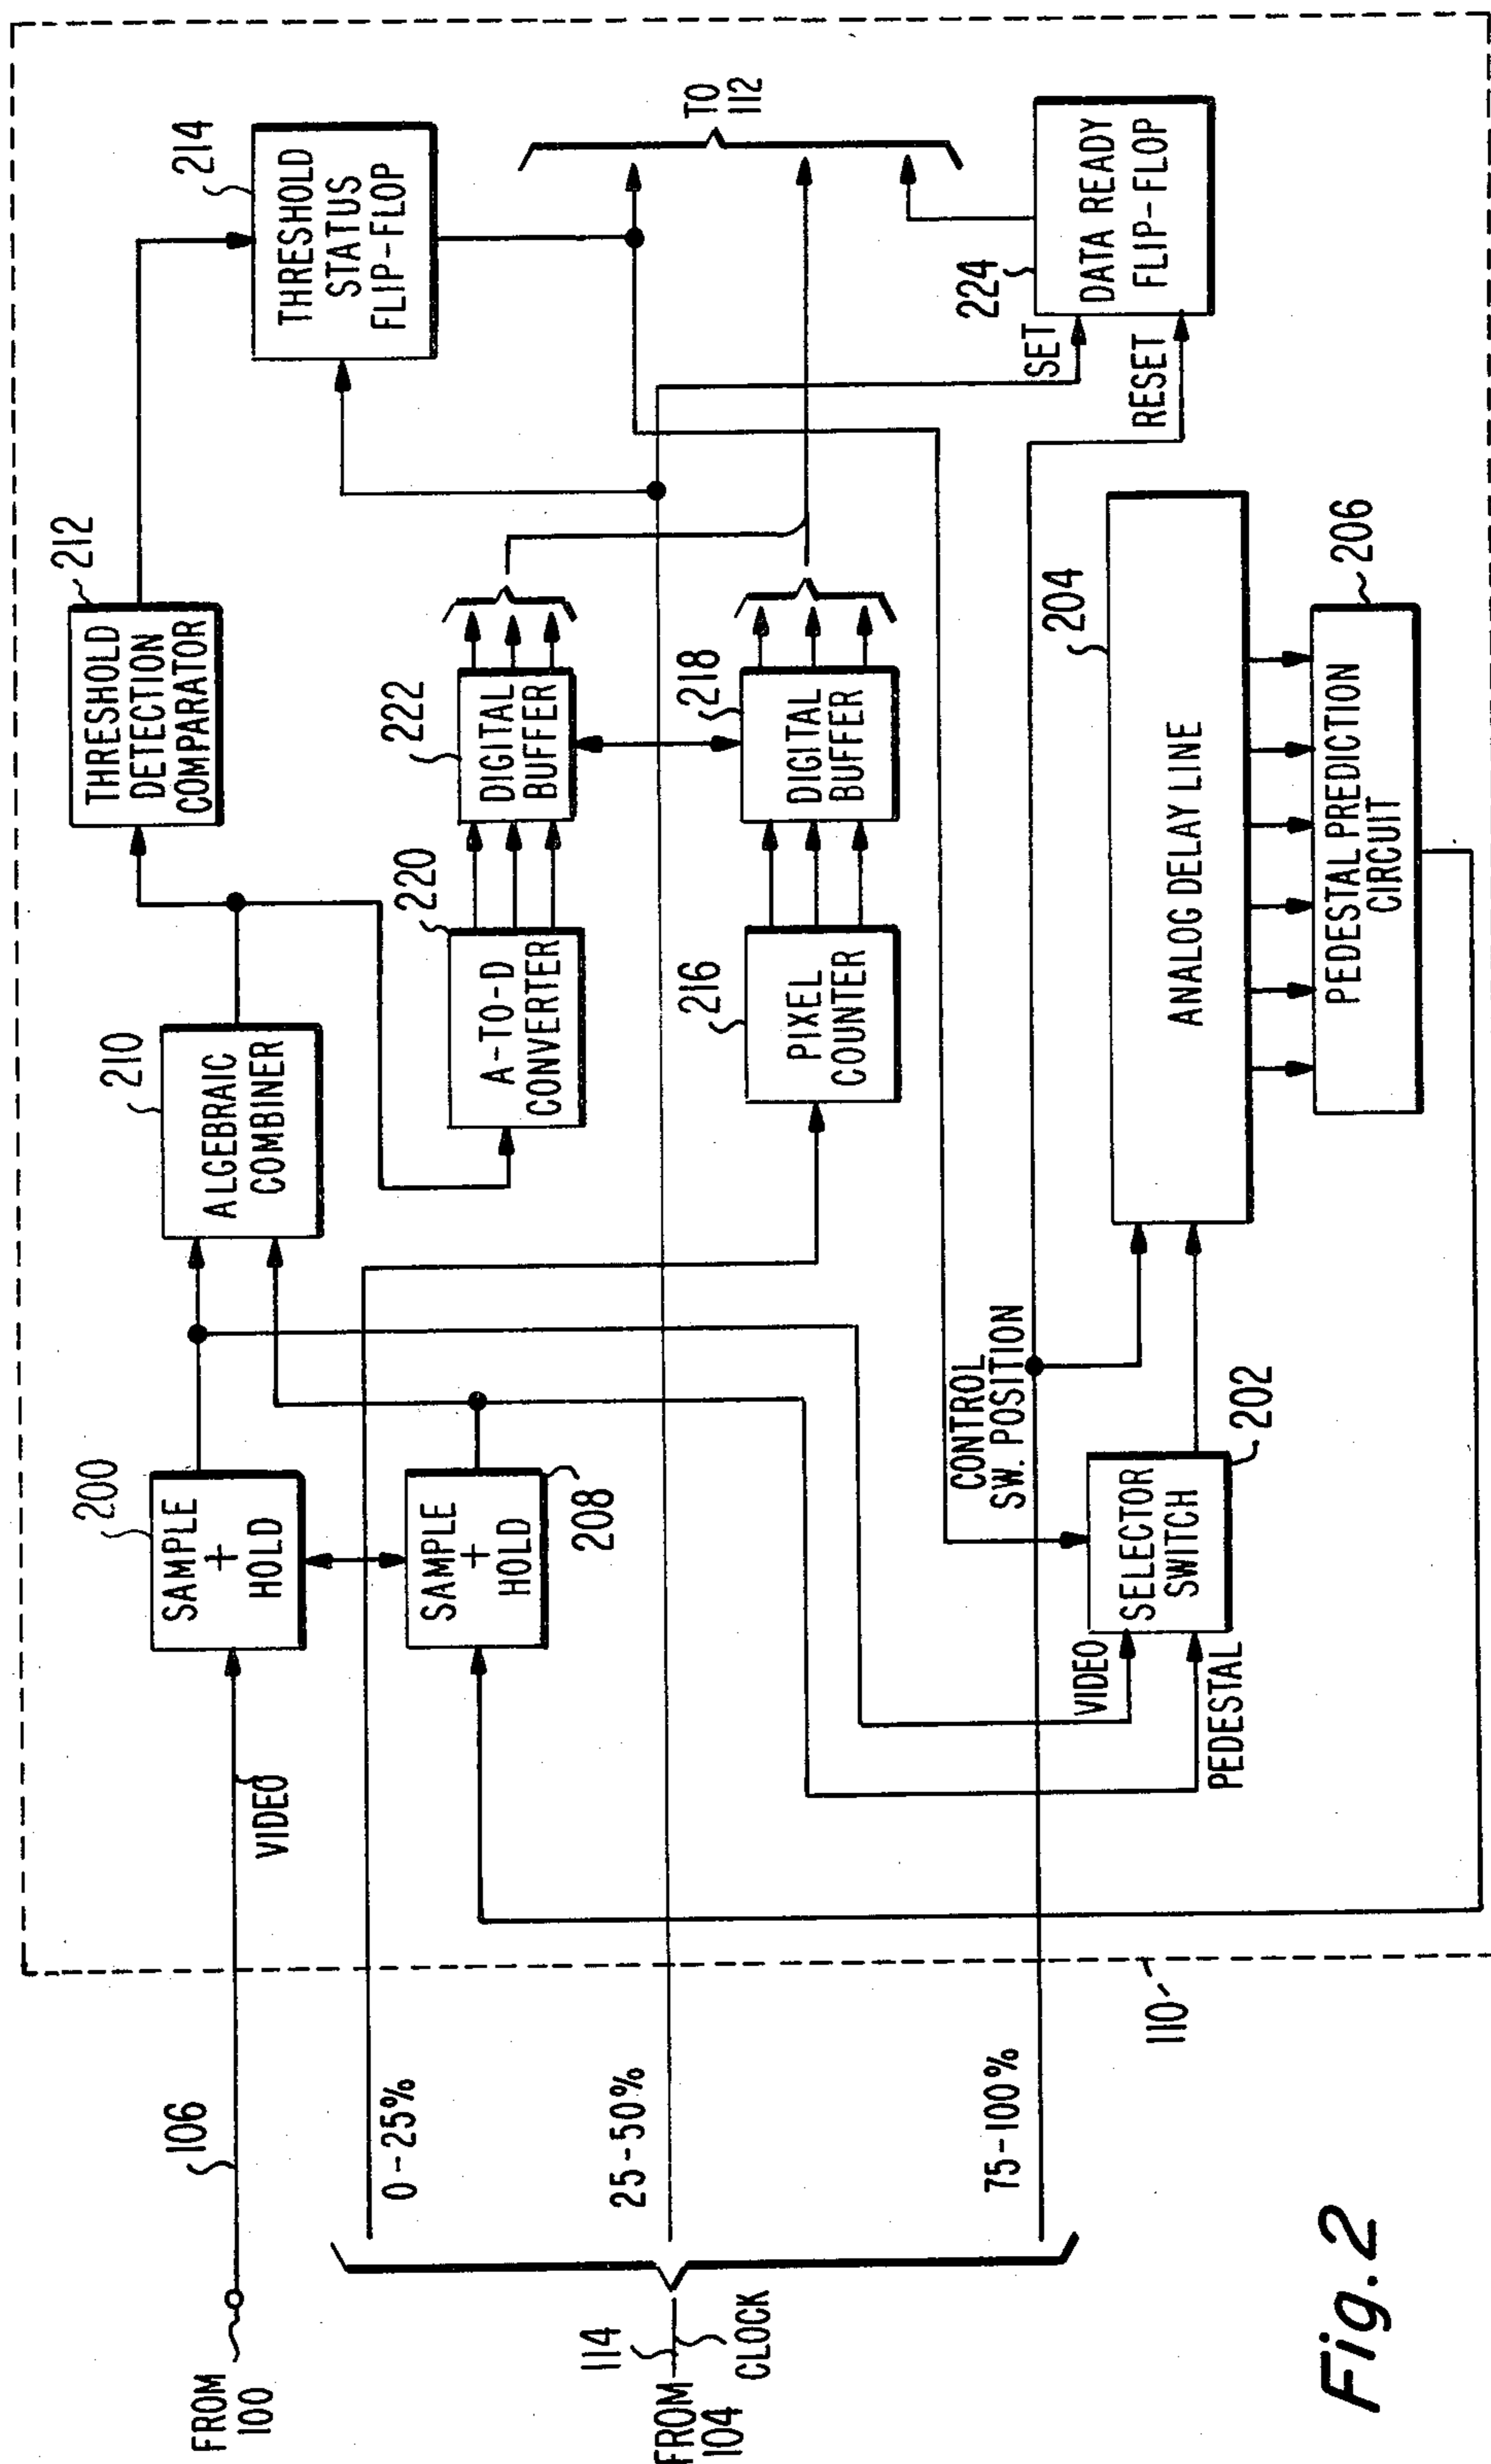 FROM
100
106
VIDEO
200
SAMPLE
+
HOLD
210
ALGEBRAIC
COMBINER
212
THRESHOLD
DETECTION
COMPARATOR
214
THRESHOLD
STATUS
FLIP-FLOP
SAMPLE
+
HOLD
208
220
A-TO-D
CONVERTER
222
DIGITAL
BUFFER
TO
112
0-25%
216
PIXEL
COUNTER
218
DIGITAL
BUFFER
FROM
104
114
CLOCK
25-50%
SET
224
DATA READY
FLIP-FLOP
RESET
75-100%
CONTROL
SW. POSITION
VIDEO
PEDESTAL
SELECTOR
SWITCH
202
204
ANALOG DELAY LINE
206
PEDESTAL PREDICTION
CIRCUIT
110
Fig. 2